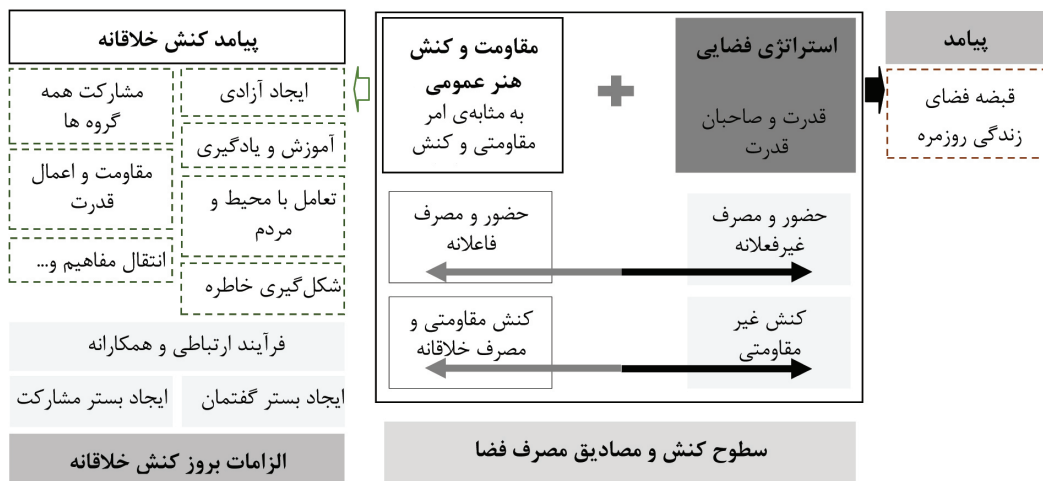 پیامد
قبضه فضای
زندگی روزمره
استراتژی فضایی
قدرت و صاحبان
قدرت
مقاومت و کنش
هنر عمومی
به مثابه‌ی امر
مقاومتی و کنش
حضور و مصرف
غیرفعلانه
حضور و مصرف
فاعلانه
کنش غیر
مقاومتی
کنش مقاومتی و
مصرف خلاقانه
سطوح کنش و مصادیق مصرف فضا
پیامد کنش خلاقانه
ایجاد آزادی
آموزش و یادگیری
تعامل با محیط و
مردم
شکل‌گیری خاطره
مشارکت همه
گروه ها
مقاومت و اعمال
قدرت
انتقال مفاهیم و...
فرآیند ارتباطی و همکارانه
ایجاد بستر گفتمان
ایجاد بستر مشارکت
الزامات بروز کنش خلاقانه